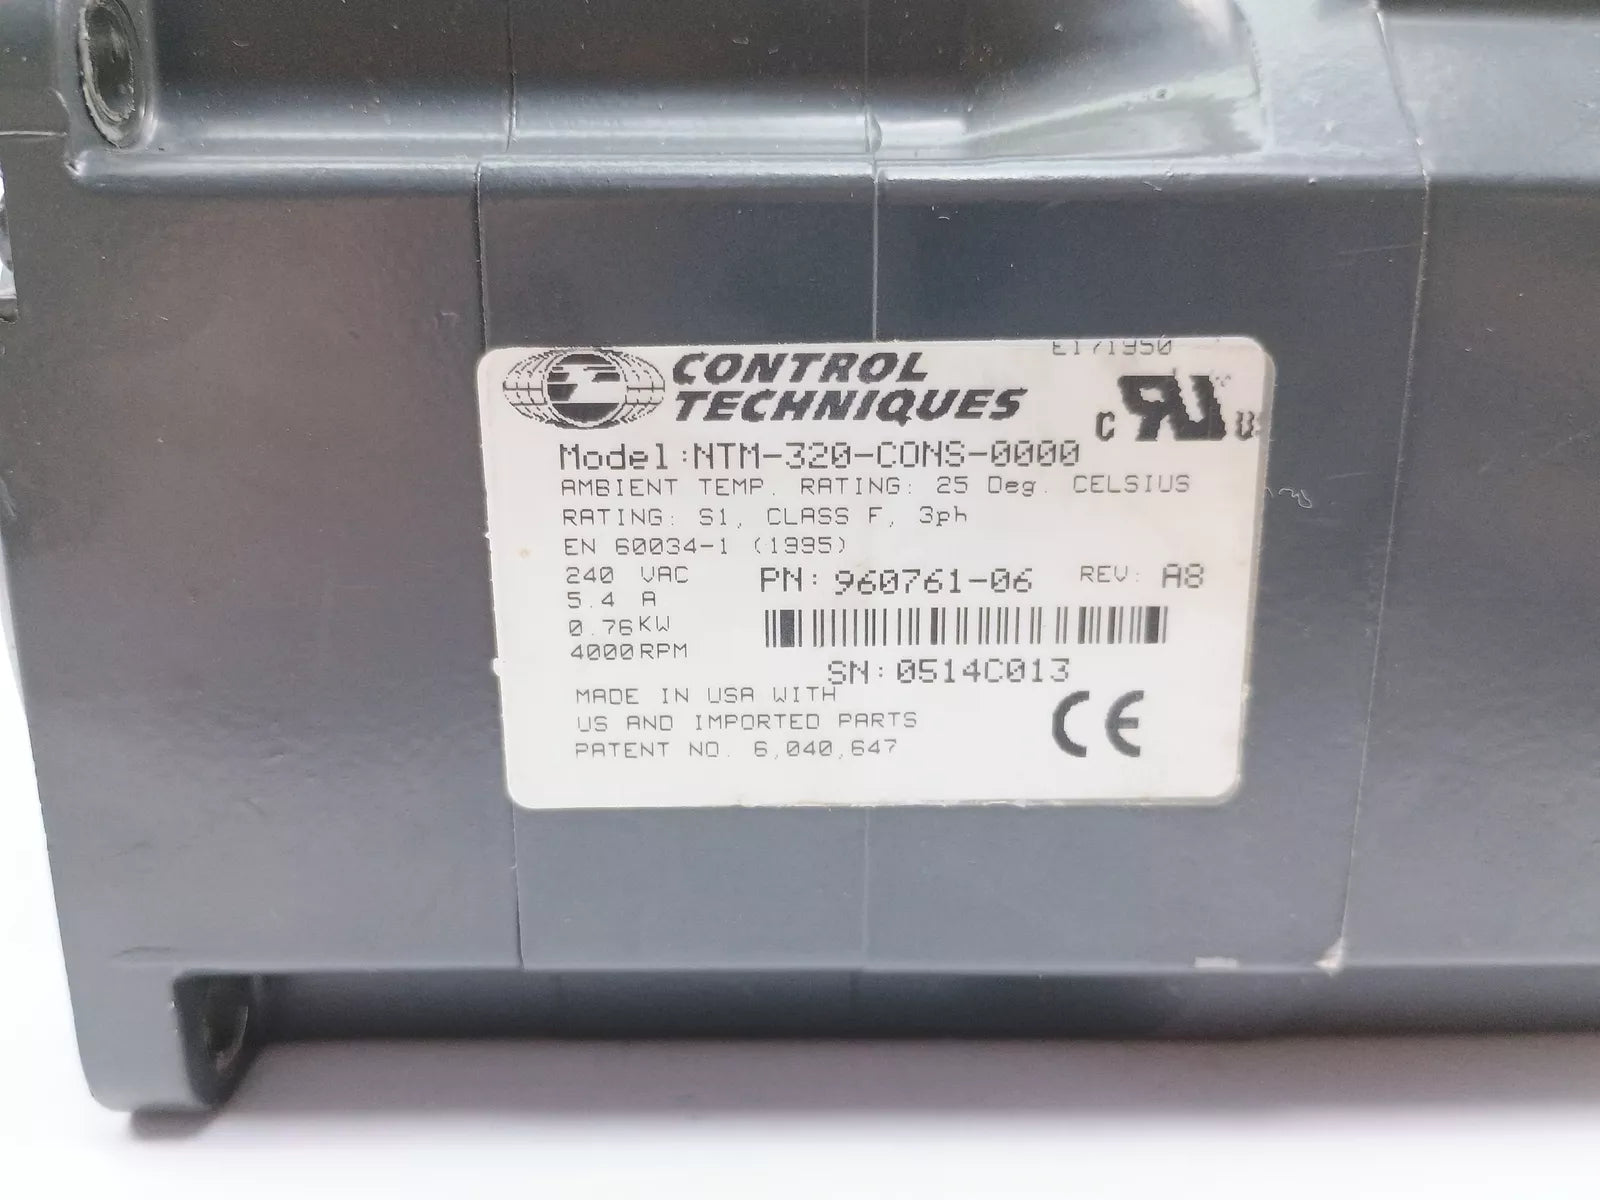 E171950
CONTROL
TECHNIQUES
C RU US
Model:NTM-320-CONS-0000
AMBIENT TEMP. RATING: 25 Deg. CELSIUS
RATING: S1, CLASS F, 3ph
EN 60034-1 (1995)
240 VAC
5.4 A
0.76KW
4000RPM
PN: 960761-06 REV: A8
SN:0514C013
MADE IN USA WITH
US AND IMPORTED PARTS
PATENT NO. 6,040,647
CE